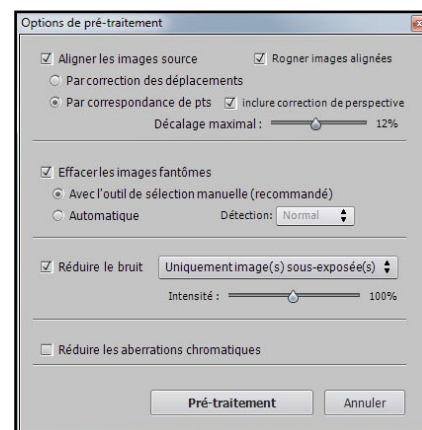 Options de pré-traitement
Aligner les images source Rogner images alignées
Par correction des déplacements
Par correspondance de pts inclure correction de perspective
Décalage maximal : 12%
Effacer les images fantômes
Avec l'outil de sélection manuelle (recommandé)
Automatique Détection: Normal
Réduire le bruit Uniquement image(s) sous-exposée(s)
Intensité : 100%
Réduire les aberrations chromatiques
Pré-traitement Annuler